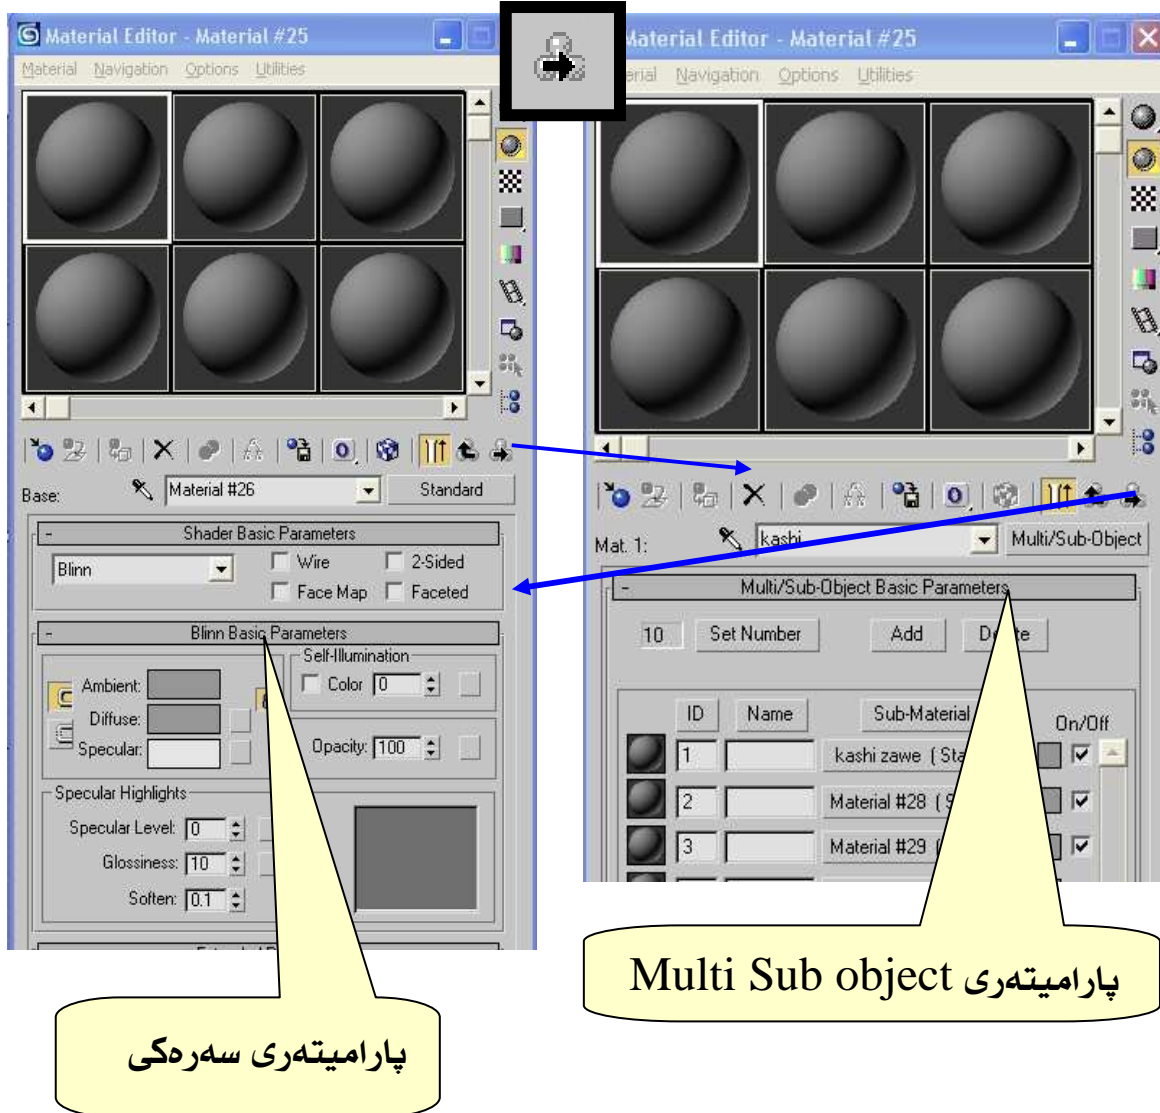 Material Editor - Material #25
Material Navigation Options Utilities
Base:
Material #26
Standard
- Shader Basic Parameters
Blinn
Wire
2-Sided
Face Map
Faceted
- Blinn Basic Parameters
Self-Illumination
Ambient:
Color 0
Diffuse:
Specular:
Opacity: 100
Specular Highlights
Specular Level: 0
Glossiness: 10
Soften: 0.1
پارامیتەری سەرەکی
Material Editor - Material #25
Navigation Options Utilities
Mat. 1:
kashi
Multi/Sub-Object
- Multi/Sub-Object Basic Parameters
10 Set Number Add
ID Name Sub-Material On/Off
1 kashi zawe ( Sta
2 Material #28 ( S
3 Material #29 (
پارامیتەری Multi Sub object